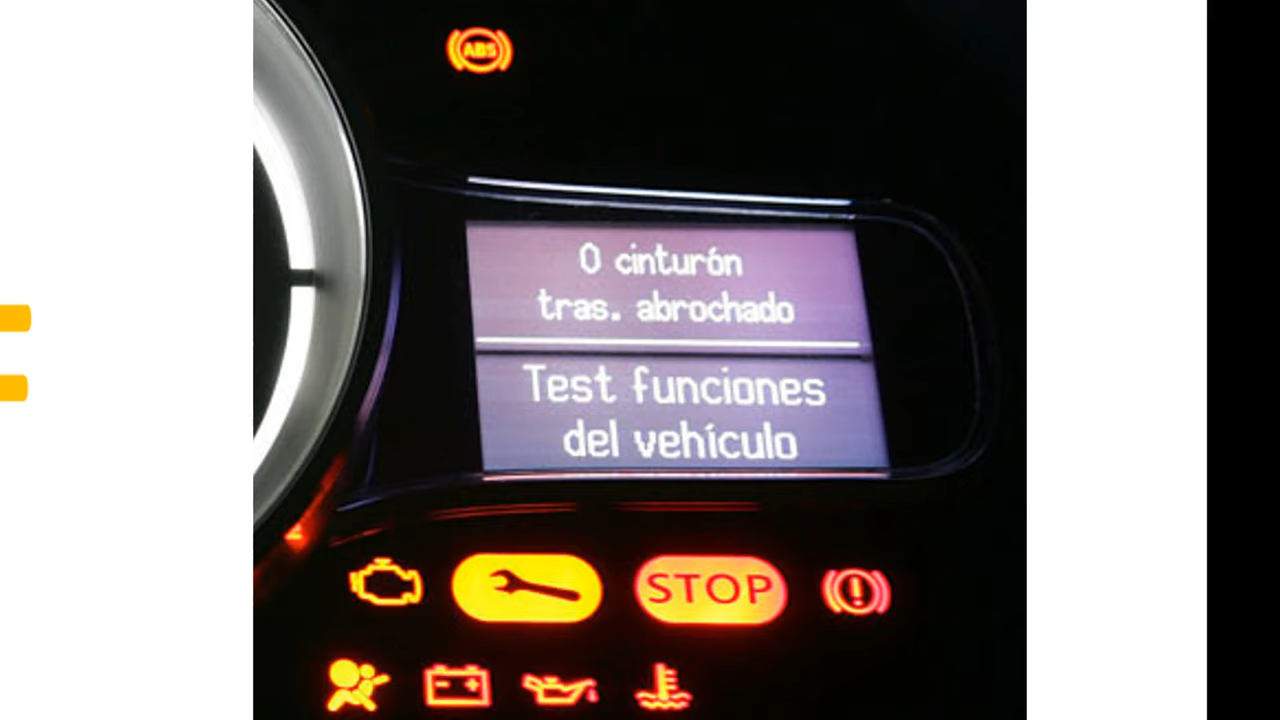 ABS
0 cinturón
tras. abrochado
Test funciones
del vehículo
STOP